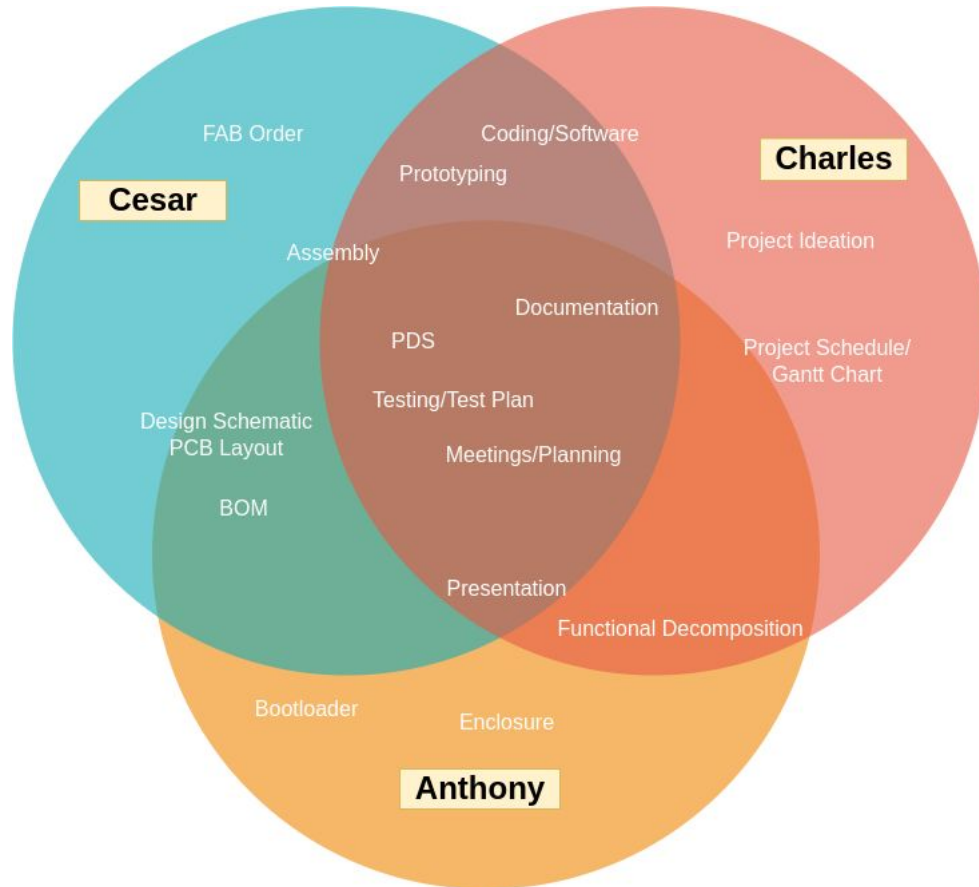 FAB Order
Coding/Software
Charles
Prototyping
Cesar
Project Ideation
Assembly
Documentation
PDS
Project Schedule/
Gantt Chart
Testing/Test Plan
Design Schematic
PCB Layout
Meetings/Planning
BOM
Presentation
Functional Decomposition
Bootloader
Enclosure
Anthony